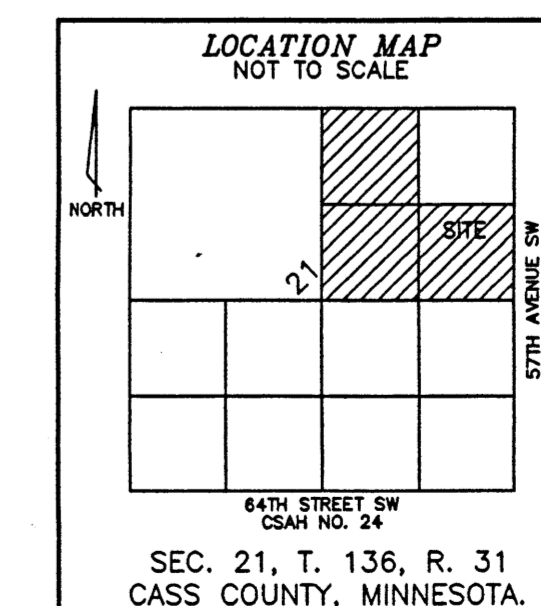 LOCATION MAP
NOT TO SCALE
NORTH
SITE
21
57TH AVENUE SW
64TH STREET SW
CSAH NO. 24
SEC. 21, T. 136, R. 31
CASS COUNTY, MINNESOTA.